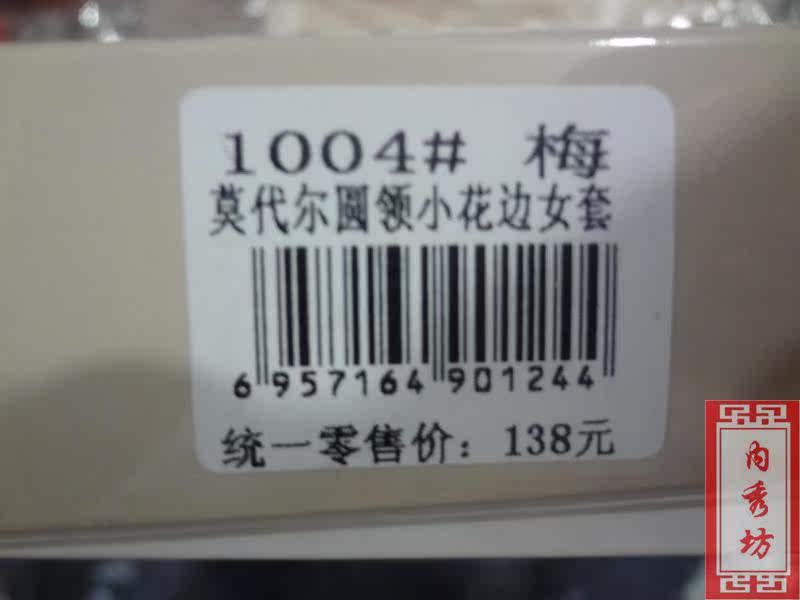 1004# 梅
莫代尔圆领小花边女套
6 957164 901244
统一零售价：138元
内秀坊